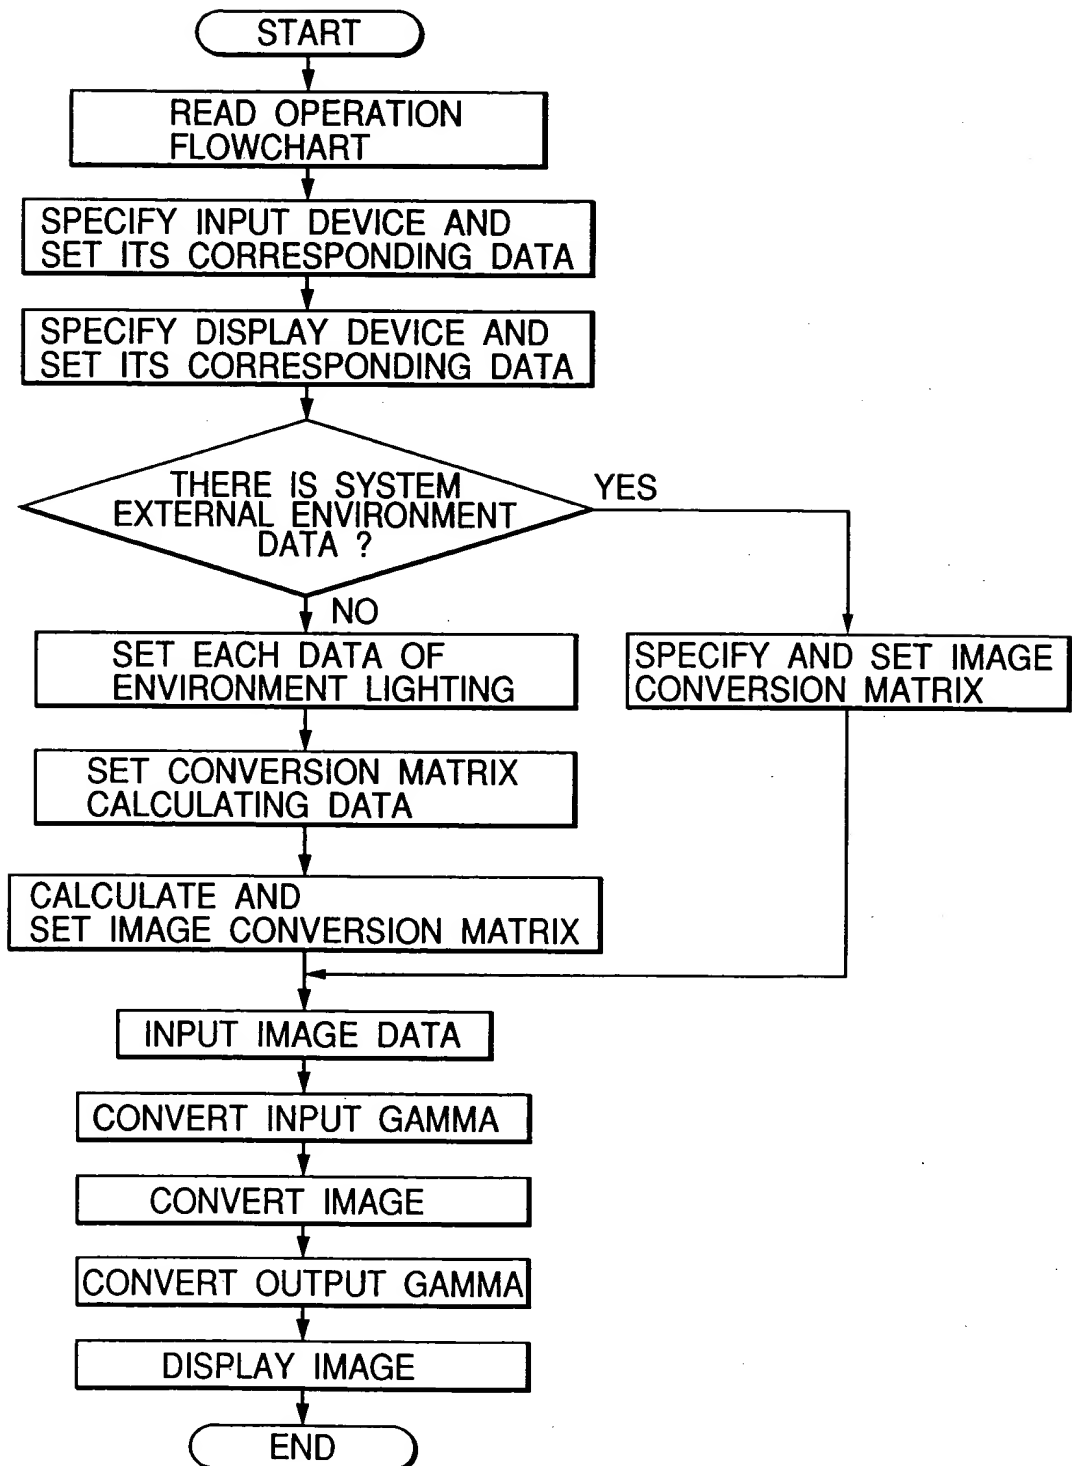 START
READ OPERATION
FLOWCHART
SPECIFY INPUT DEVICE AND
SET ITS CORRESPONDING DATA
SPECIFY DISPLAY DEVICE AND
SET ITS CORRESPONDING DATA
THERE IS SYSTEM
EXTERNAL ENVIRONMENT
DATA ?
YES
NO
SET EACH DATA OF
ENVIRONMENT LIGHTING
SPECIFY AND SET IMAGE
CONVERSION MATRIX
SET CONVERSION MATRIX
CALCULATING DATA
CALCULATE AND
SET IMAGE CONVERSION MATRIX
INPUT IMAGE DATA
CONVERT INPUT GAMMA
CONVERT IMAGE
CONVERT OUTPUT GAMMA
DISPLAY IMAGE
END